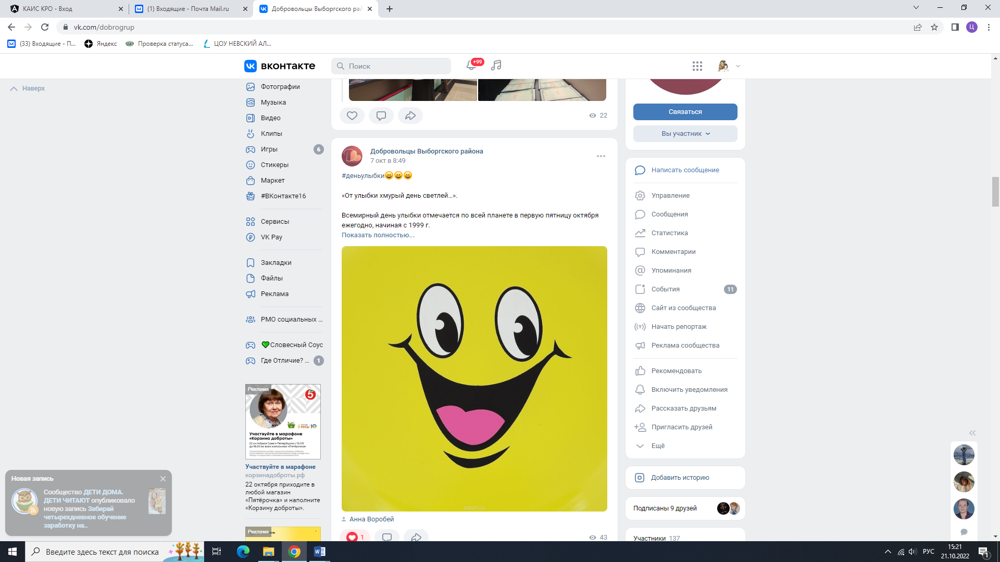 КАИС КРО - Вход
(1) Входящие - Почта Mail.ru
Добровольцы Выборгского рай
vk.com/dobrogrup
Ц
(33) Входящие - П...
Яндекс
Проверка статуса...
ЦОУ НЕВСКИЙ АЛ...
вконтакте
Поиск
+99
Наверх
Фотографии
Музыка
Видео
Клипы
Игры
6
Стикеры
Маркет
#ВКонтакте16
Сервисы
VK Pay
Закладки
Файлы
Реклама
РМО социальных ...
Словесный Соус
Где Отличие? ...
1
Реклама
Участвуйте в марафоне
«Корзина доброты»
22 октября в Санкт-Петербурге с 10.00
до 18.00 во всех магазинах «Пятёрочка»
Участвуйте в марафоне
корзинадоброты.рф
22 октября приходите в
любой магазин
«Пятёрочка» и наполните
«Корзину доброты».
Реклама
Новая запись
Сообщество ДЕТИ ДОМА.
ДЕТИ ЧИТАЮТ опубликовало
новую запись Забирай
четырехдневное обучение
заработку на..
22
Добровольцы Выборгского района
7 окт в 8:49
#деньулыбки
«От улыбки хмурый день светлей…».
Всемирный день улыбки отмечается по всей планете в первую пятницу октября
ежегодно, начиная с 1999 г.
Показать полностью...
ozon.ru
Анна Воробей
1
43
Связаться
Вы участник
Написать сообщение
Управление
Сообщения
Статистика
Комментарии
Упоминания
События
11
Сайт из сообщества
Начать репортаж
Реклама сообщества
Рекомендовать
Включить уведомления
Рассказать друзьям
Пригласить друзей
Ещё
Добавить историю
Подписаны 9 друзей
Участники 137
Введите здесь текст для поиска
РУС
15:21
21.10.2022
1